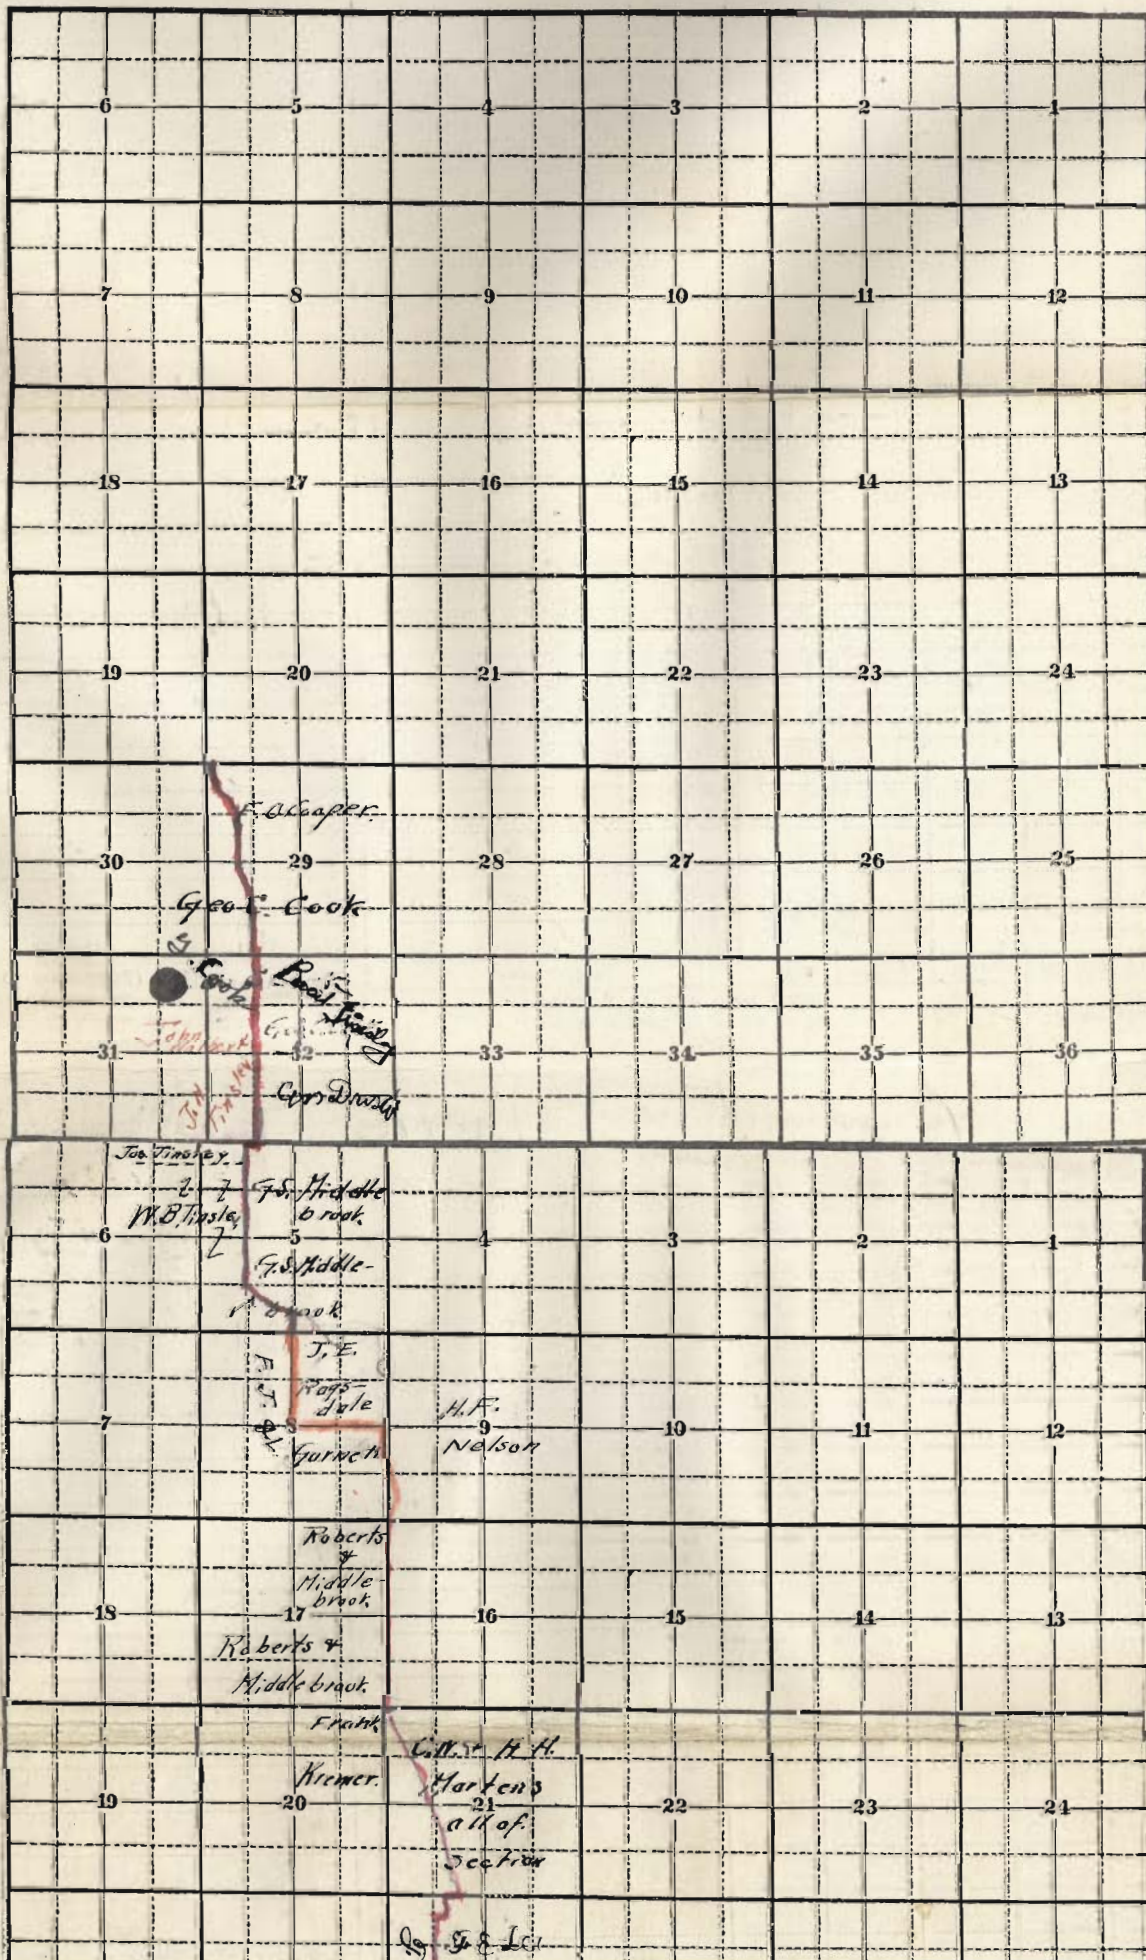 6 5 4 3 2 1
7 8 9 10 11 12
18 17 16 15 14 13
19 20 21 22 23 24
Cooper.
30 29 28 27 26 25
Geo C. Cook
Cook
John
31 32 33 34 35 36
J.H.
Tinsley
Jos. Tinsley
G.S. Middle
brook.
W.B. Tinsley
6 5 4 3 2 1
G.S. Middle-
brook
J. E.
Rags-
dale
F. J.
H. F.
7 8 9 10 11 12
Nelson
Garnett
Roberts
&
Middle-
brook.
18 17 16 15 14 13
Roberts &
Middlebrook.
Frank
C.W. & H H.
Kremer.
Martens
19 20 21 22 23 24
all of
Section